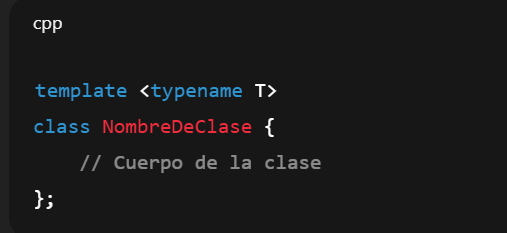 cpp
template <typename T>
class NombreDeClase {
    // Cuerpo de la clase
};